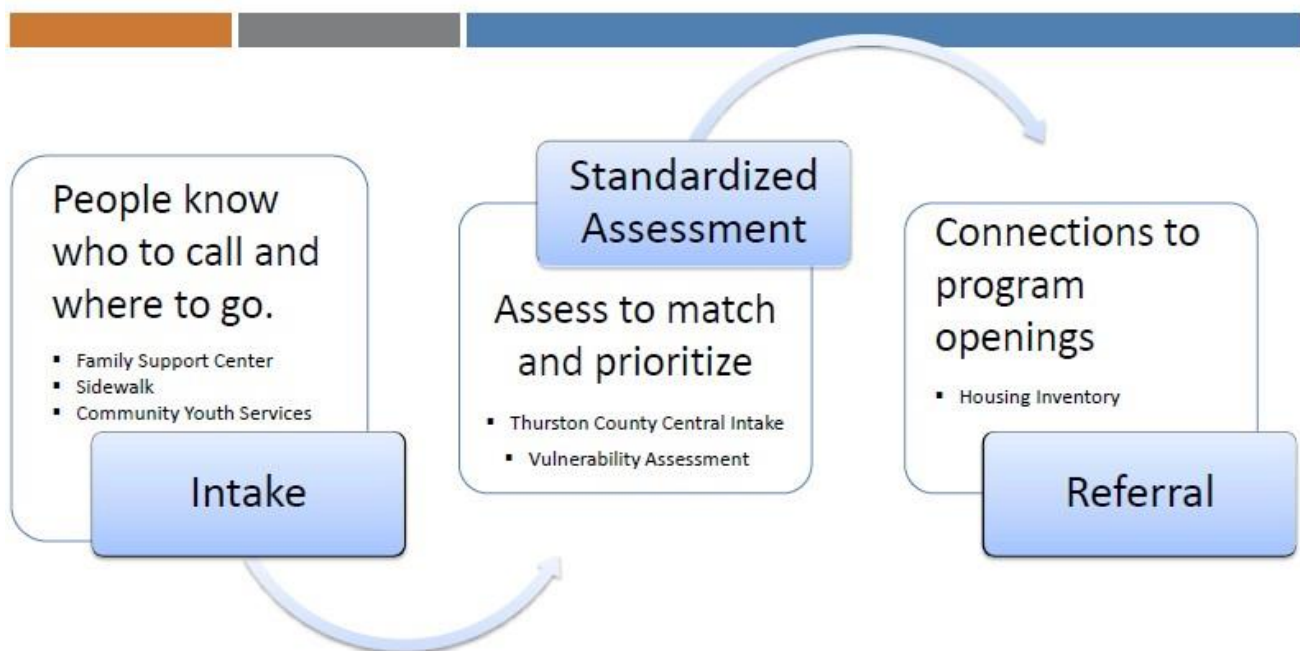 People know
who to call and
where to go.
▪ Family Support Center
▪ Sidewalk
▪ Community Youth Services
Intake
Standardized
Assessment
Assess to match
and prioritize
▪ Thurston County Central Intake
▪ Vulnerability Assessment
Connections to
program
openings
▪ Housing Inventory
Referral